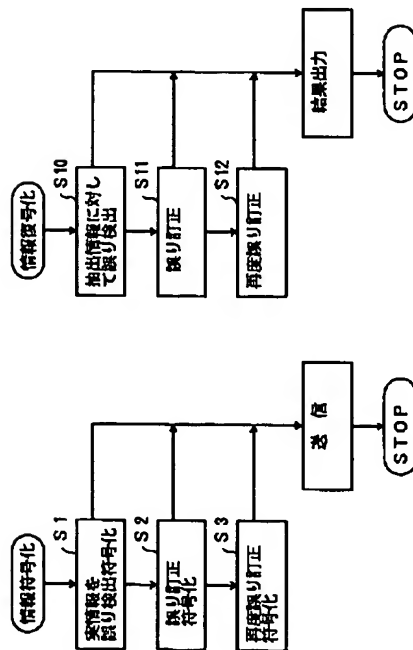 情報符号化
S1
実情報を
誤り検出符号化
S2
誤り訂正
符号化
S3
再度誤り訂正
符号化
送信
STOP
情報復号化
S10
抽出情報に対し
て誤り検出
S11
誤り訂正
S12
再度誤り訂正
結果出力
STOP